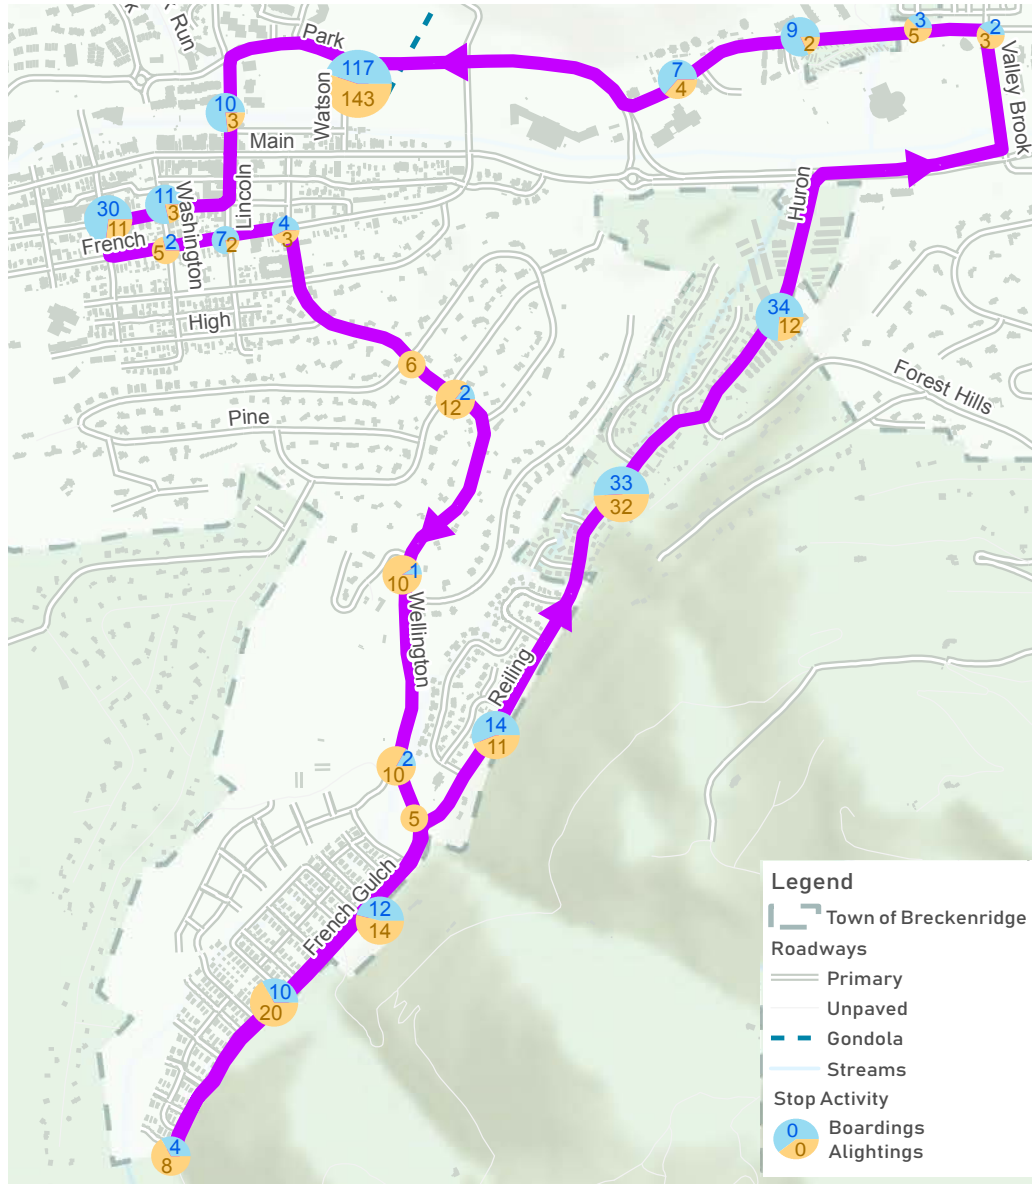 Run
Park
117
143
Watson
10
3
Main
9
2
3
5
2
3
Valley Brook
7
4
Huron
30
11
11
3
Washington
Lincoln
French
2
5
7
2
4
3
High
34
12
6
2
12
Pine
Forest Hills
33
32
1
10
Wellington
Reiling
14
11
2
10
5
French Gulch
12
14
10
20
4
8
Legend
Town of Breckenridge
Roadways
Primary
Unpaved
Gondola
Streams
Stop Activity
0
0
Boardings
Alightings